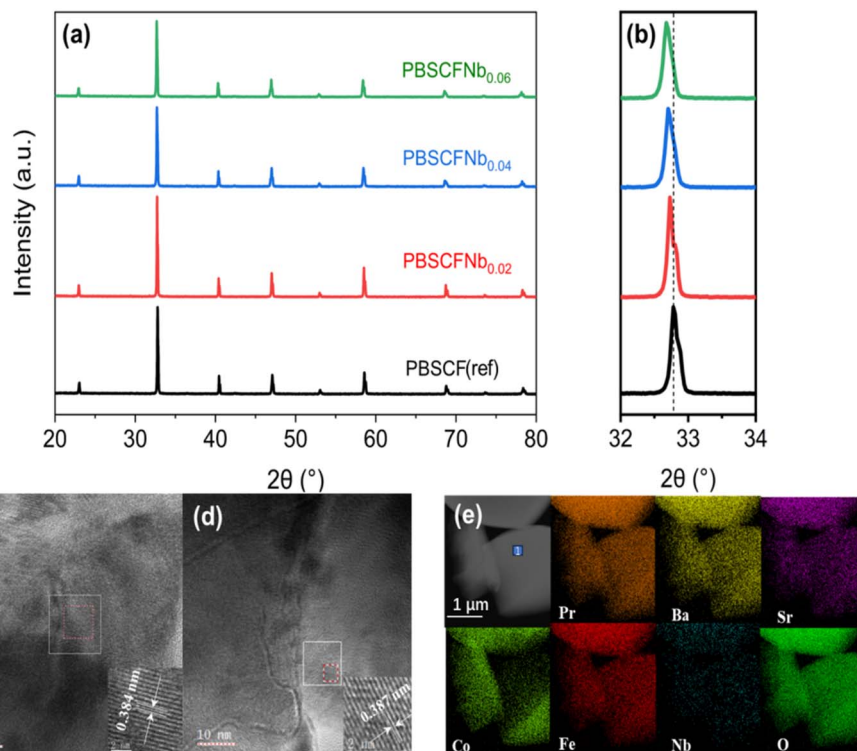 (a)
(b)
PBSCFNb0.06
PBSCFNb0.04
PBSCFNb0.02
PBSCF(ref)
Intensity (a.u.)
20 30 40 50 60 70 80
32 33 34
2θ (°)
2θ (°)
(d)
(e)
0.384 nm
0.387 nm
10 nm
1
1 µm
Pr
Ba
Sr
Co
Fe
Nb
O